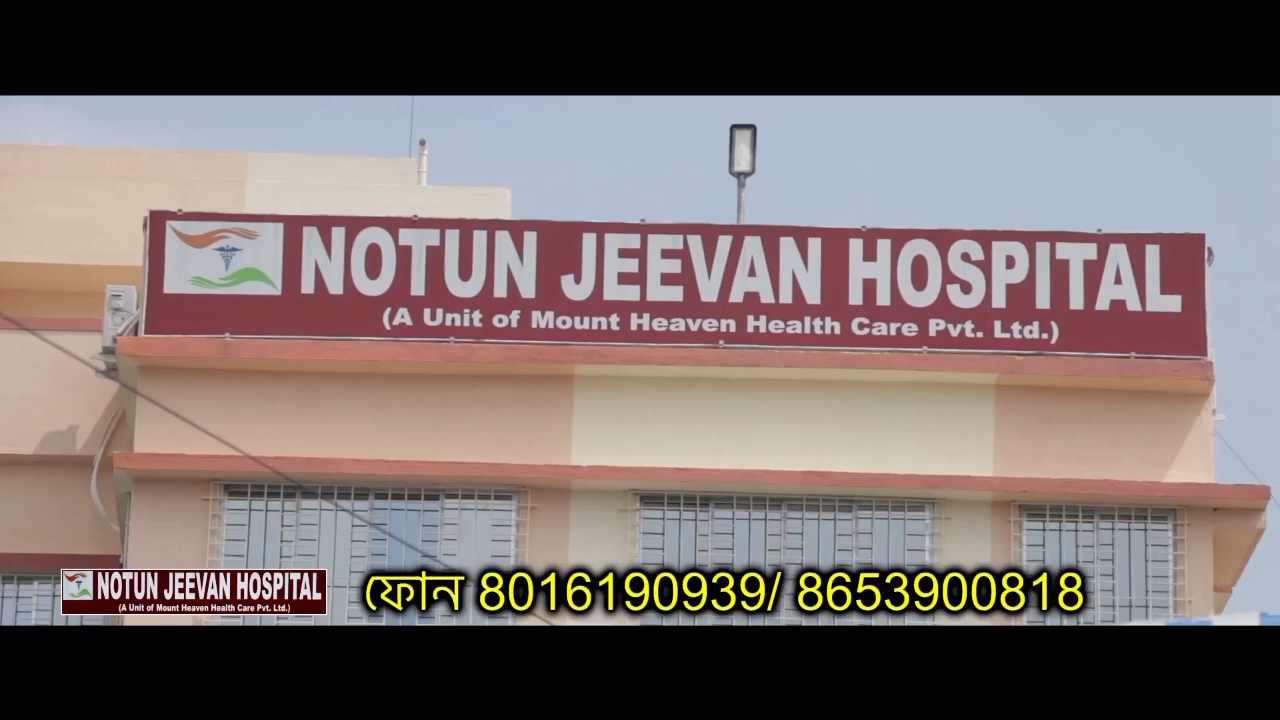 NOTUN JEEVAN HOSPITAL
(A Unit of Mount Heaven Health Care Pvt. Ltd.)
NOTUN JEEVAN HOSPITAL
(A Unit of Mount Heaven Health Care Pvt. Ltd.)
ফোন 8016190939/ 8653900818